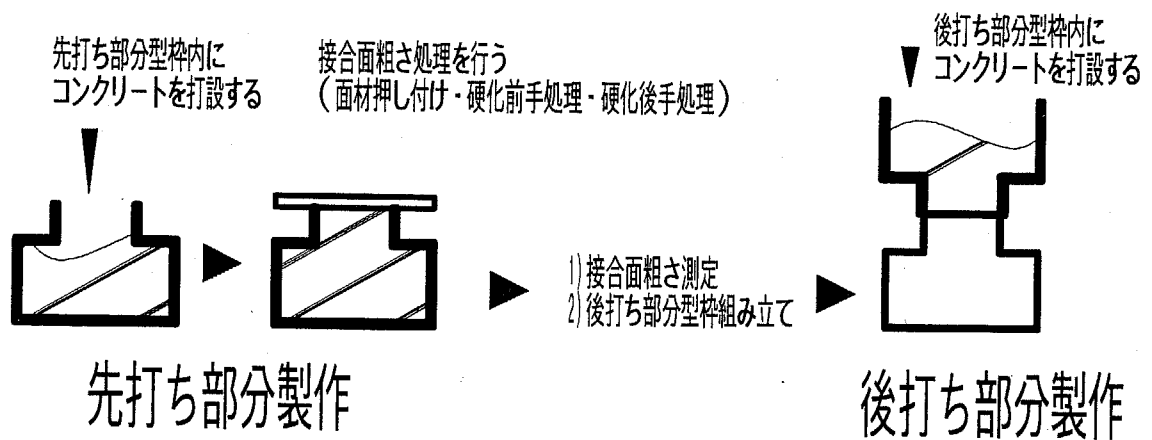 先打ち部分型枠内に
コンクリートを打設する
接合面粗さ処理を行う
(面材押し付け・硬化前手処理・硬化後手処理)
1)接合面粗さ測定
2)後打ち部分型枠組み立て
後打ち部分型枠内に
コンクリートを打設する
先打ち部分製作
後打ち部分製作